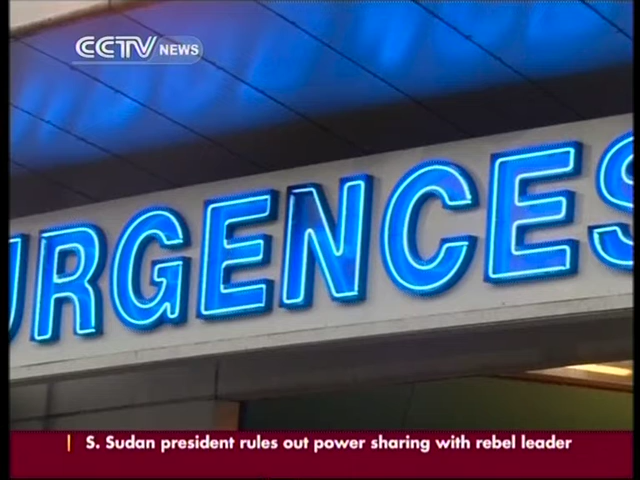 CCTV NEWS
URGENCES
S. Sudan president rules out power sharing with rebel leader